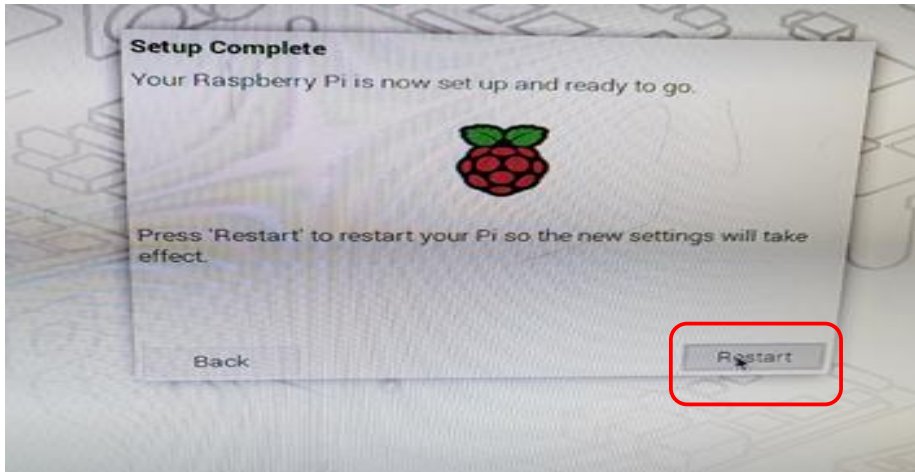 Setup Complete
Your Raspberry Pi is now set up and ready to go.
Press 'Restart' to restart your Pi so the new settings will take
effect.
Back
Restart